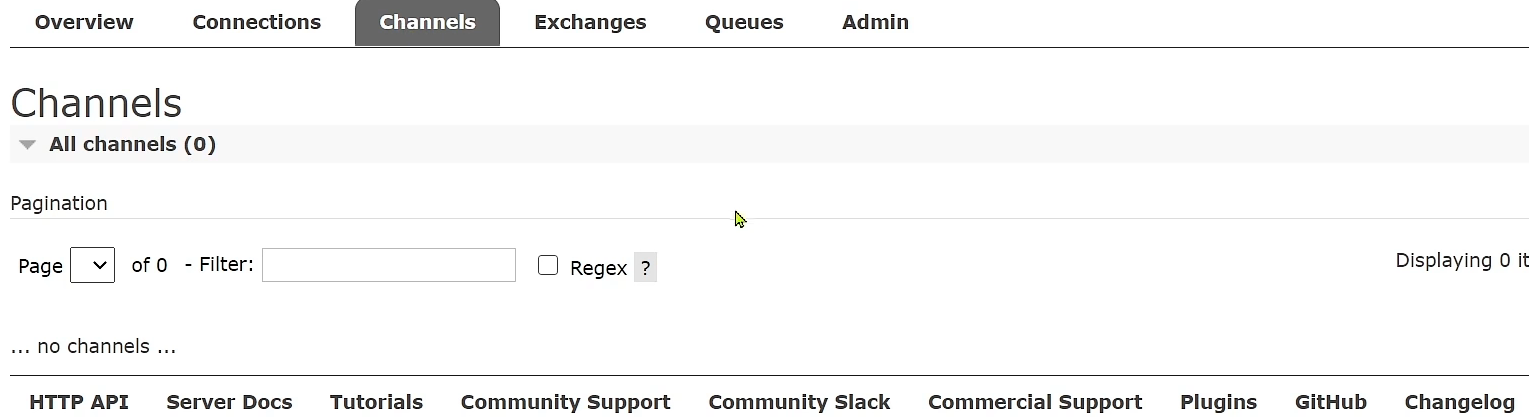 Overview Connections Channels Exchanges Queues Admin
Channels
All channels (0)
Pagination
Page of 0 - Filter: Regex ? Displaying 0 it
... no channels ...
HTTP API Server Docs Tutorials Community Support Community Slack Commercial Support Plugins GitHub Changelog